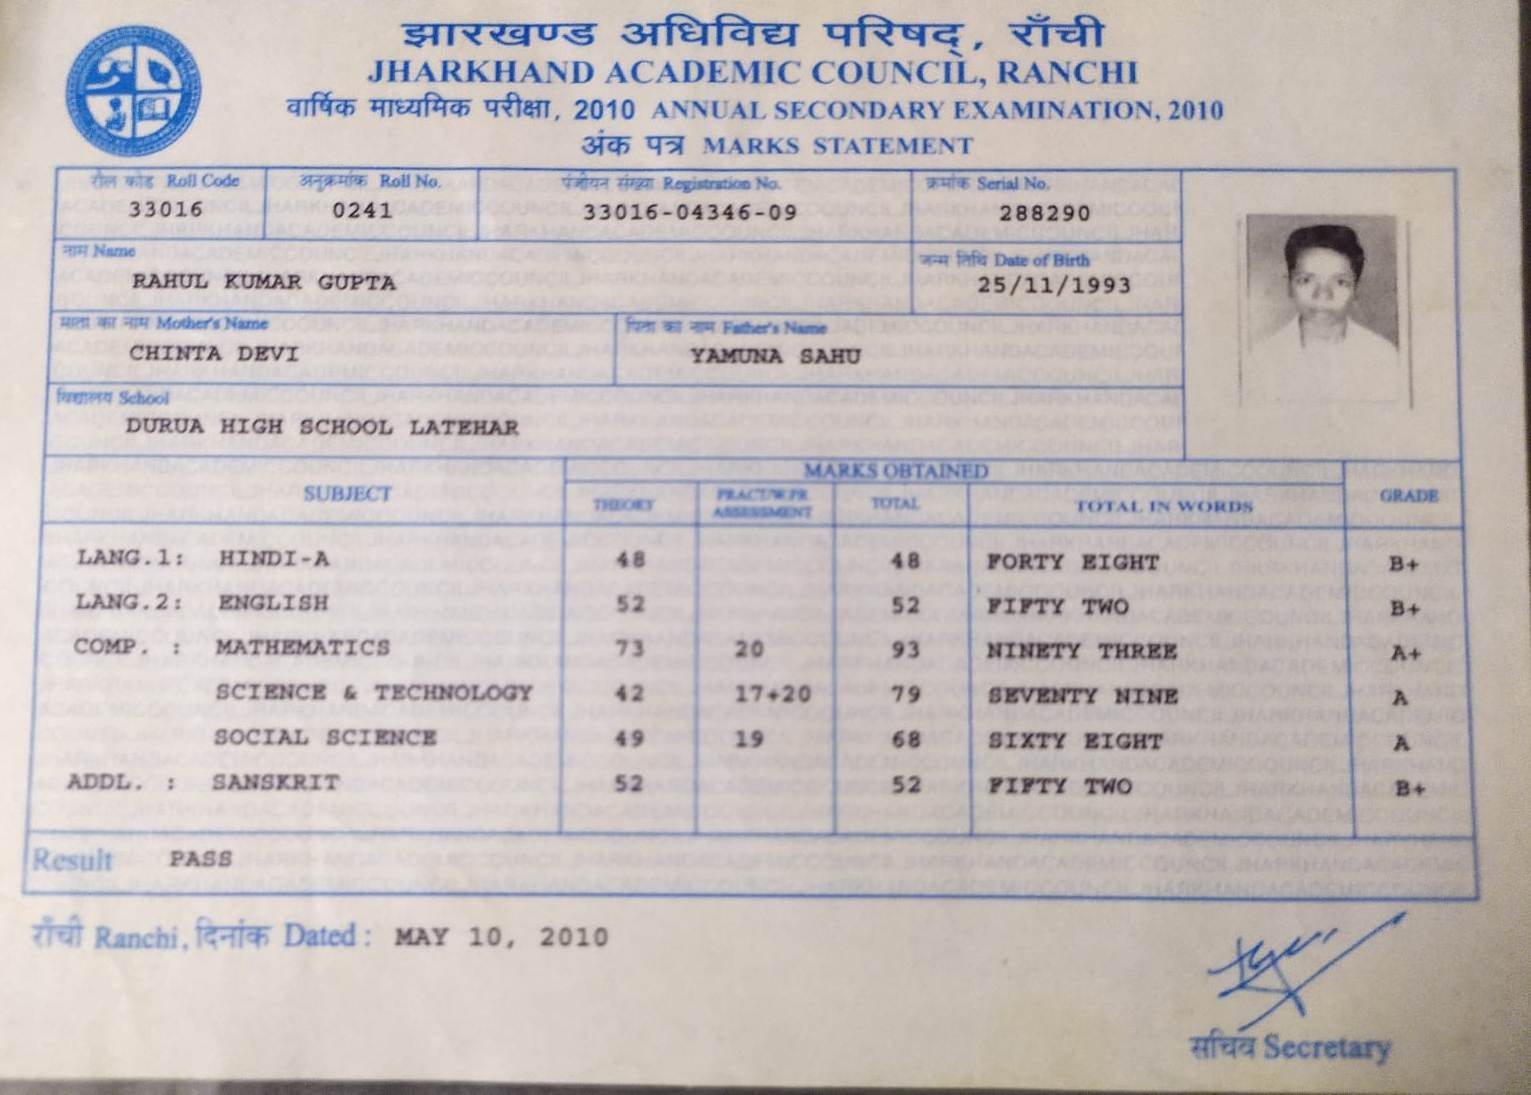 झारखण्ड अधिविद्य परिषद्, राँची
JHARKHAND ACADEMIC COUNCIL, RANCHI
वार्षिक माध्यमिक परीक्षा, 2010 ANNUAL SECONDARY EXAMINATION, 2010
अंक पत्र MARKS STATEMENT
रौल कोड Roll Code अनुक्रमांक Roll No. पंजीयन संख्या Registration No. क्रमांक Serial No.
33016 0241 33016-04346-09 288290
नाम Name जन्म तिथि Date of Birth
RAHUL KUMAR GUPTA 25/11/1993
माता का नाम Mother's Name पिता का नाम Father's Name
CHINTA DEVI YAMUNA SAHU
विद्यालय School
DURUA HIGH SCHOOL LATEHAR
MARKS OBTAINED
SUBJECT THEORY PRACT/W.PR ASSESSMENT TOTAL TOTAL IN WORDS GRADE
LANG.1: HINDI-A 48 48 FORTY EIGHT B+
LANG.2: ENGLISH 52 52 FIFTY TWO B+
COMP. : MATHEMATICS 73 20 93 NINETY THREE A+
SCIENCE & TECHNOLOGY 42 17+20 79 SEVENTY NINE A
SOCIAL SCIENCE 49 19 68 SIXTY EIGHT A
ADDL. : SANSKRIT 52 52 FIFTY TWO B+
Result PASS
राँची Ranchi, दिनांक Dated : MAY 10, 2010
सचिव Secretary